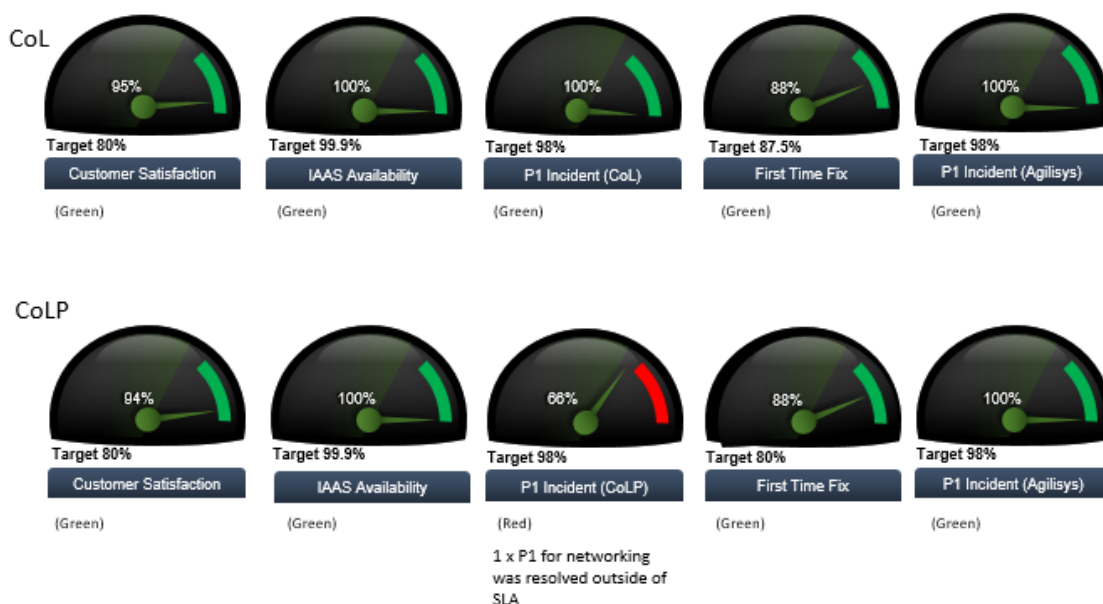 CoL
95%
100%
100%
88%
100%
Target 80%
Target 99.9%
Target 98%
Target 87.5%
Target 98%
Customer Satisfaction
IAAS Availability
P1 Incident (CoL)
First Time Fix
P1 Incident (Agilisys)
(Green)
(Green)
(Green)
(Green)
(Green)
CoLP
94%
100%
66%
88%
100%
Target 80%
Target 99.9%
Target 98%
Target 80%
Target 98%
Customer Satisfaction
IAAS Availability
P1 Incident (CoLP)
First Time Fix
P1 Incident (Agilisys)
(Green)
(Green)
(Red)
(Green)
(Green)
1 x P1 for networking
was resolved outside of
SLA